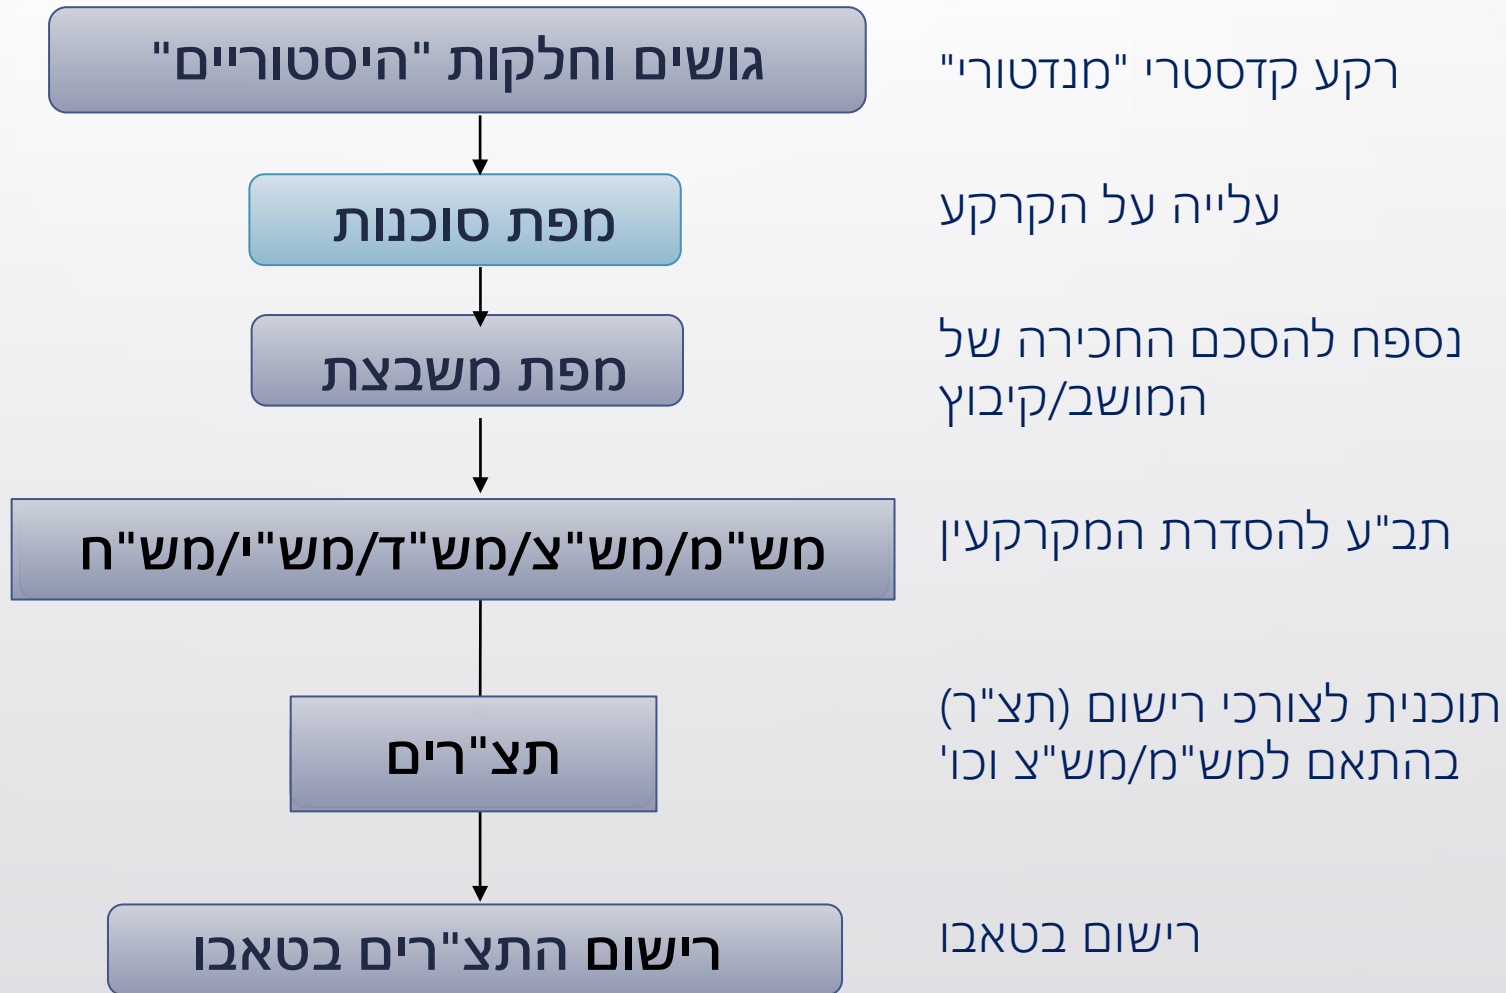 גושים וחלקות "היסטוריים"
רקע קדסטרי "מנדטורי"
מפת סוכנות
עלייה על הקרקע
מפת משבצת
נספח להסכם החכירה של
המושב/קיבוץ
מש"מ/מש"צ/מש"ד/מש"י/מש"ח
תב"ע להסדרת המקרקעין
תצ"רים
תוכנית לצורכי רישום (תצ"ר)
בהתאם למש"מ/מש"צ וכו'
רישום התצ"רים בטאבו
רישום בטאבו